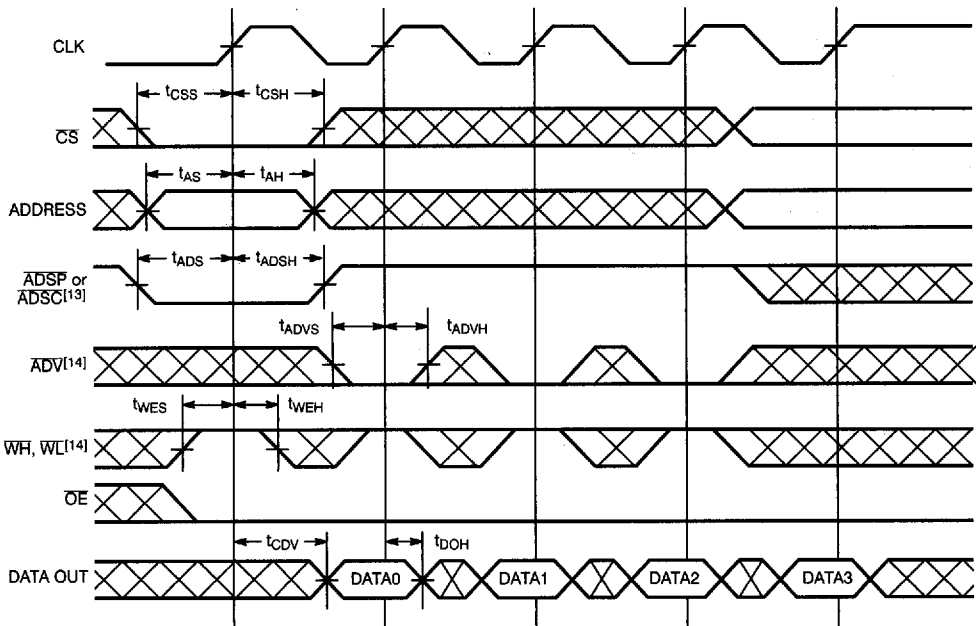 CLK
tCSS tCSH
CS
tAS tAH
ADDRESS
tADS tADSH
ADSP or
ADSC[13]
tADVS tADVH
ADV[14]
tWES tWEH
WH, WL[14]
OE
tCDV tDOH
DATA OUT DATA0 DATA1 DATA2 DATA3